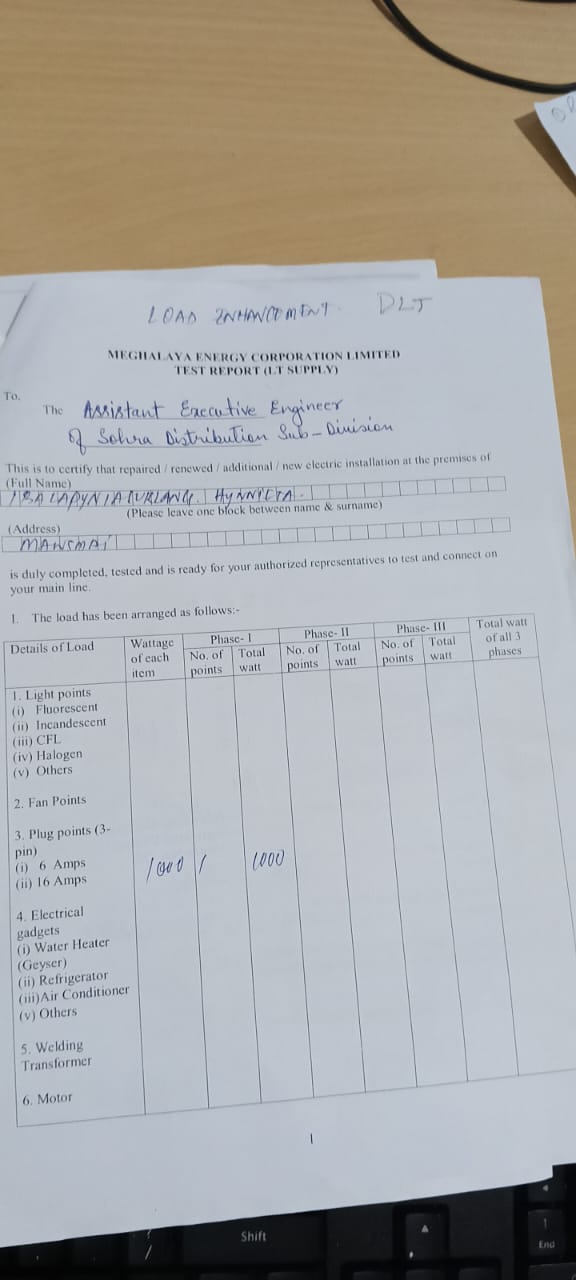 LOAD ENHANCEMENT. DLT
MEGHALAYA ENERGY CORPORATION LIMITED
TEST REPORT (LT SUPPLY)
To,
The Assistant Executive Engineer
of Sohra Distribution Sub-Division
This is to certify that repaired / renewed / additional / new electric installation at the premises of
(Full Name)
HYNNIEWTA.
(Please leave one block between name & surname)
(Address)
MAWSMAI
is duly completed, tested and is ready for your authorized representatives to test and connect on
your main line.
1. The load has been arranged as follows:-
Details of Load Wattage of each item Phase- I No. of points Total watt Phase- II No. of points Total watt Phase- III No. of points Total watt Total watt of all 3 phases
1. Light points
(i) Fluorescent
(ii) Incandescent
(iii) CFL
(iv) Halogen
(v) Others
2. Fan Points
3. Plug points (3-
pin)
(i) 6 Amps 1000 1 1000
(ii) 16 Amps
4. Electrical
gadgets
(i) Water Heater
(Geyser)
(ii) Refrigerator
(iii) Air Conditioner
(v) Others
5. Welding
Transformer
6. Motor
1
Shift
1
End